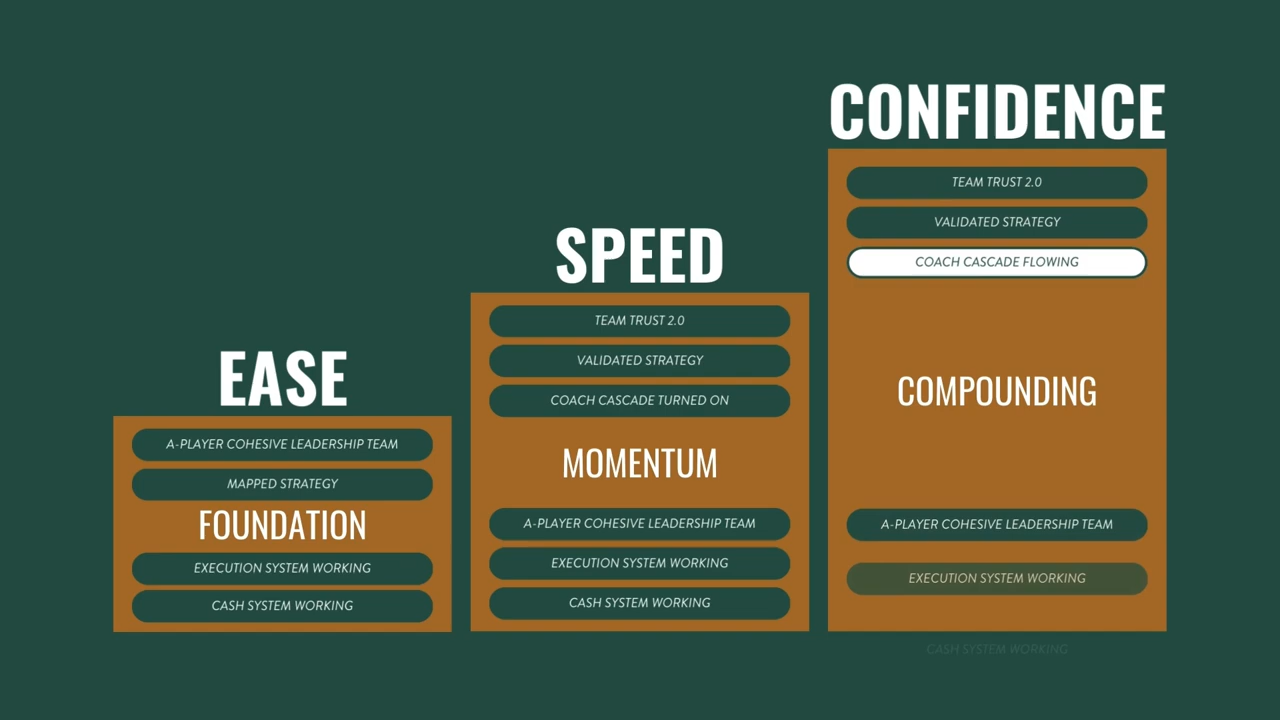 EASE
A-PLAYER COHESIVE LEADERSHIP TEAM
MAPPED STRATEGY
FOUNDATION
EXECUTION SYSTEM WORKING
CASH SYSTEM WORKING
SPEED
TEAM TRUST 2.0
VALIDATED STRATEGY
COACH CASCADE TURNED ON
MOMENTUM
A-PLAYER COHESIVE LEADERSHIP TEAM
EXECUTION SYSTEM WORKING
CASH SYSTEM WORKING
CONFIDENCE
TEAM TRUST 2.0
VALIDATED STRATEGY
COACH CASCADE FLOWING
COMPOUNDING
A-PLAYER COHESIVE LEADERSHIP TEAM
EXECUTION SYSTEM WORKING
CASH SYSTEM WORKING